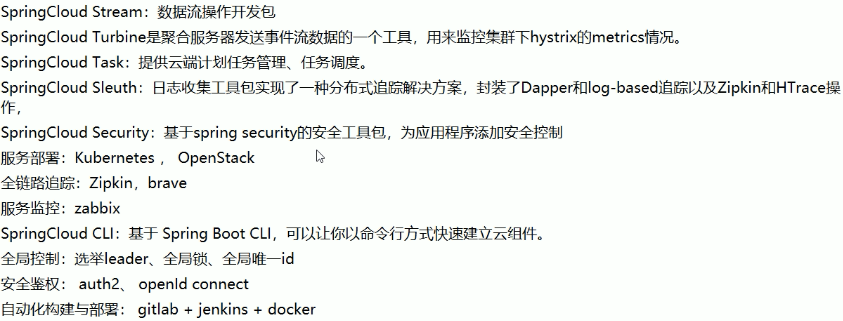 SpringCloud Stream：数据流操作开发包
SpringCloud Turbine是聚合服务器发送事件流数据的一个工具，用来监控集群下hystrix的metrics情况。
SpringCloud Task：提供云端计划任务管理、任务调度。
SpringCloud Sleuth：日志收集工具包实现了一种分布式追踪解决方案，封装了Dapper和log-based追踪以及Zipkin和HTrace操
作，
SpringCloud Security：基于spring security的安全工具包，为应用程序添加安全控制
服务部署：Kubernetes ， OpenStack
全链路追踪：Zipkin，brave
服务监控：zabbix
SpringCloud CLI：基于 Spring Boot CLI，可以让你以命令行方式快速建立云组件。
全局控制：选举leader、全局锁、全局唯一id
安全鉴权： auth2、 openId connect
自动化构建与部署： gitlab + jenkins + docker